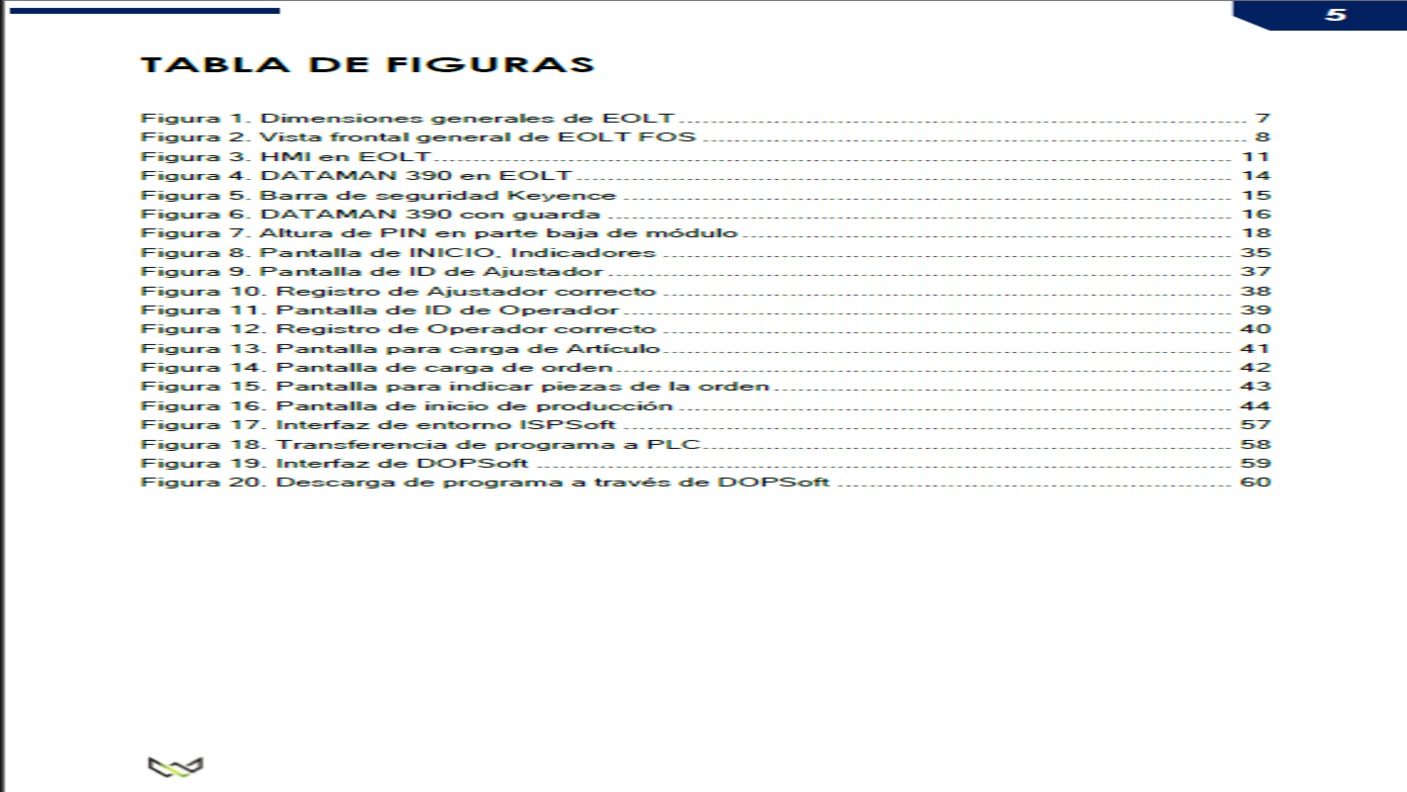 5
TABLA DE FIGURAS
Figura 1. Dimensiones generales de EOLT 7
Figura 2. Vista frontal general de EOLT FOS 8
Figura 3. HMI en EOLT 11
Figura 4. DATAMAN 390 en EOLT 14
Figura 5. Barra de seguridad Keyence 15
Figura 6. DATAMAN 390 con guarda 16
Figura 7. Altura de PIN en parte baja de módulo 18
Figura 8. Pantalla de INICIO, Indicadores 35
Figura 9. Pantalla de ID de Ajustador 37
Figura 10. Registro de Ajustador correcto 38
Figura 11. Pantalla de ID de Operador 39
Figura 12. Registro de Operador correcto 40
Figura 13. Pantalla para carga de Artículo 41
Figura 14. Pantalla de carga de orden 42
Figura 15. Pantalla para indicar piezas de la orden 43
Figura 16. Pantalla de inicio de producción 44
Figura 17. Interfaz de entorno ISPSoft 57
Figura 18. Transferencia de programa a PLC 58
Figura 19. Interfaz de DOPSoft 59
Figura 20. Descarga de programa a través de DOPSoft 60